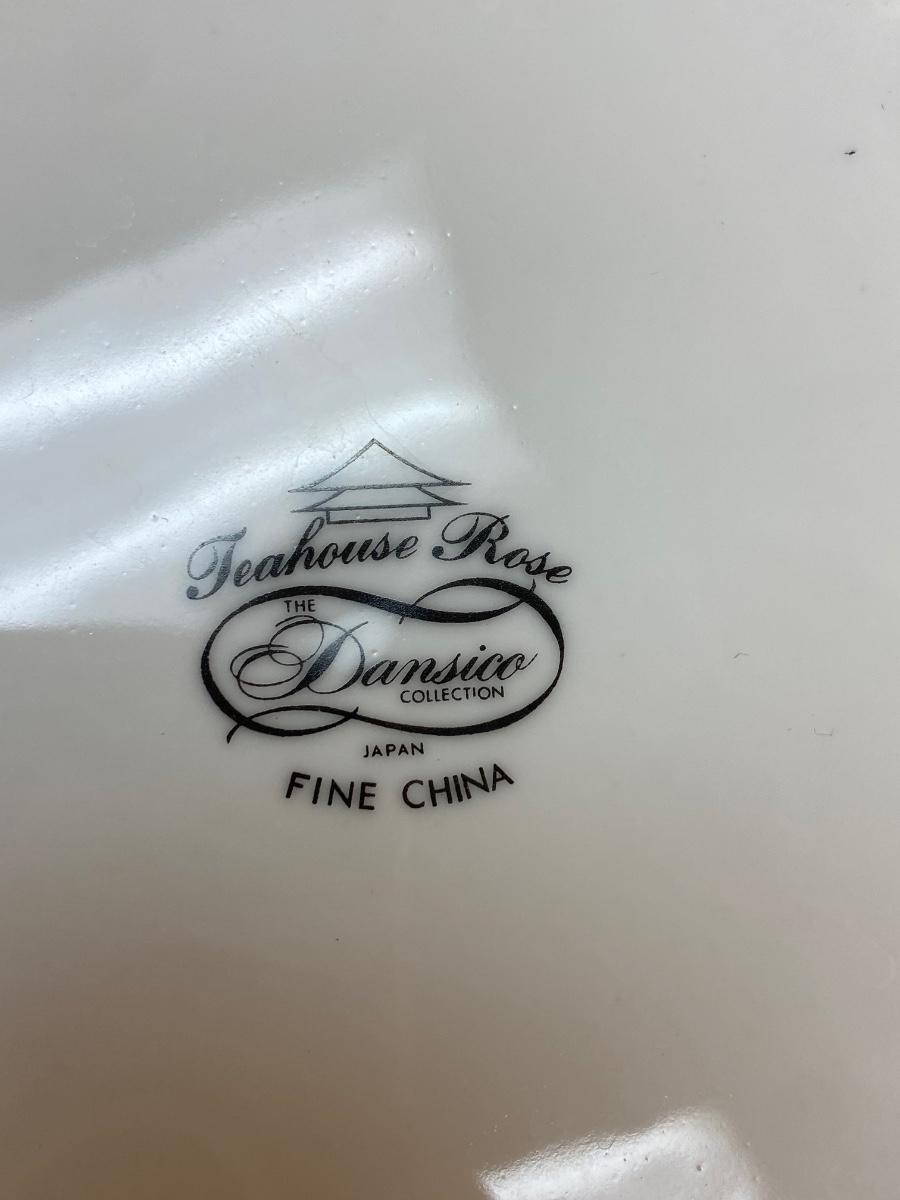 Teahouse Rose
THE
Dansico
COLLECTION
JAPAN
FINE CHINA